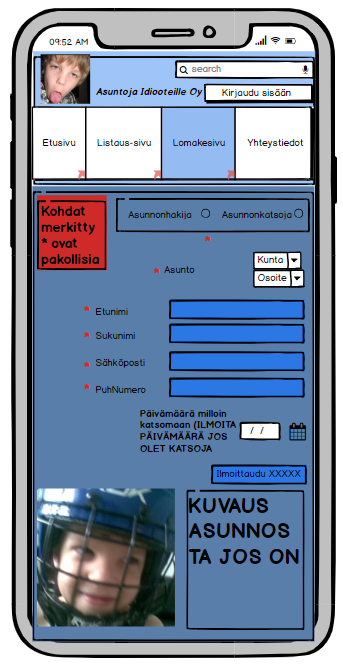 09:52 AM
search
Asuntoja Idiooteille Oy
Kirjaudu sisään
Etusivu
Listaus-sivu
Lomakesivu
Yhteystiedot
Kohdat
merkitty
* ovat
pakollisia
Asunnonhakija
Asunnonkatsoja
*
* Asunto
Kunta
Osoite
* Etunimi
* Sukunimi
* Sähköposti
* PuhNumero
Päivämäärä milloin
katsomaan (ILMOITA
PÄIVÄMÄÄRÄ JOS
OLET KATSOJA
/ /
Ilmoittaudu XXXXX
KUVAUS
ASUNNOS
TA JOS ON